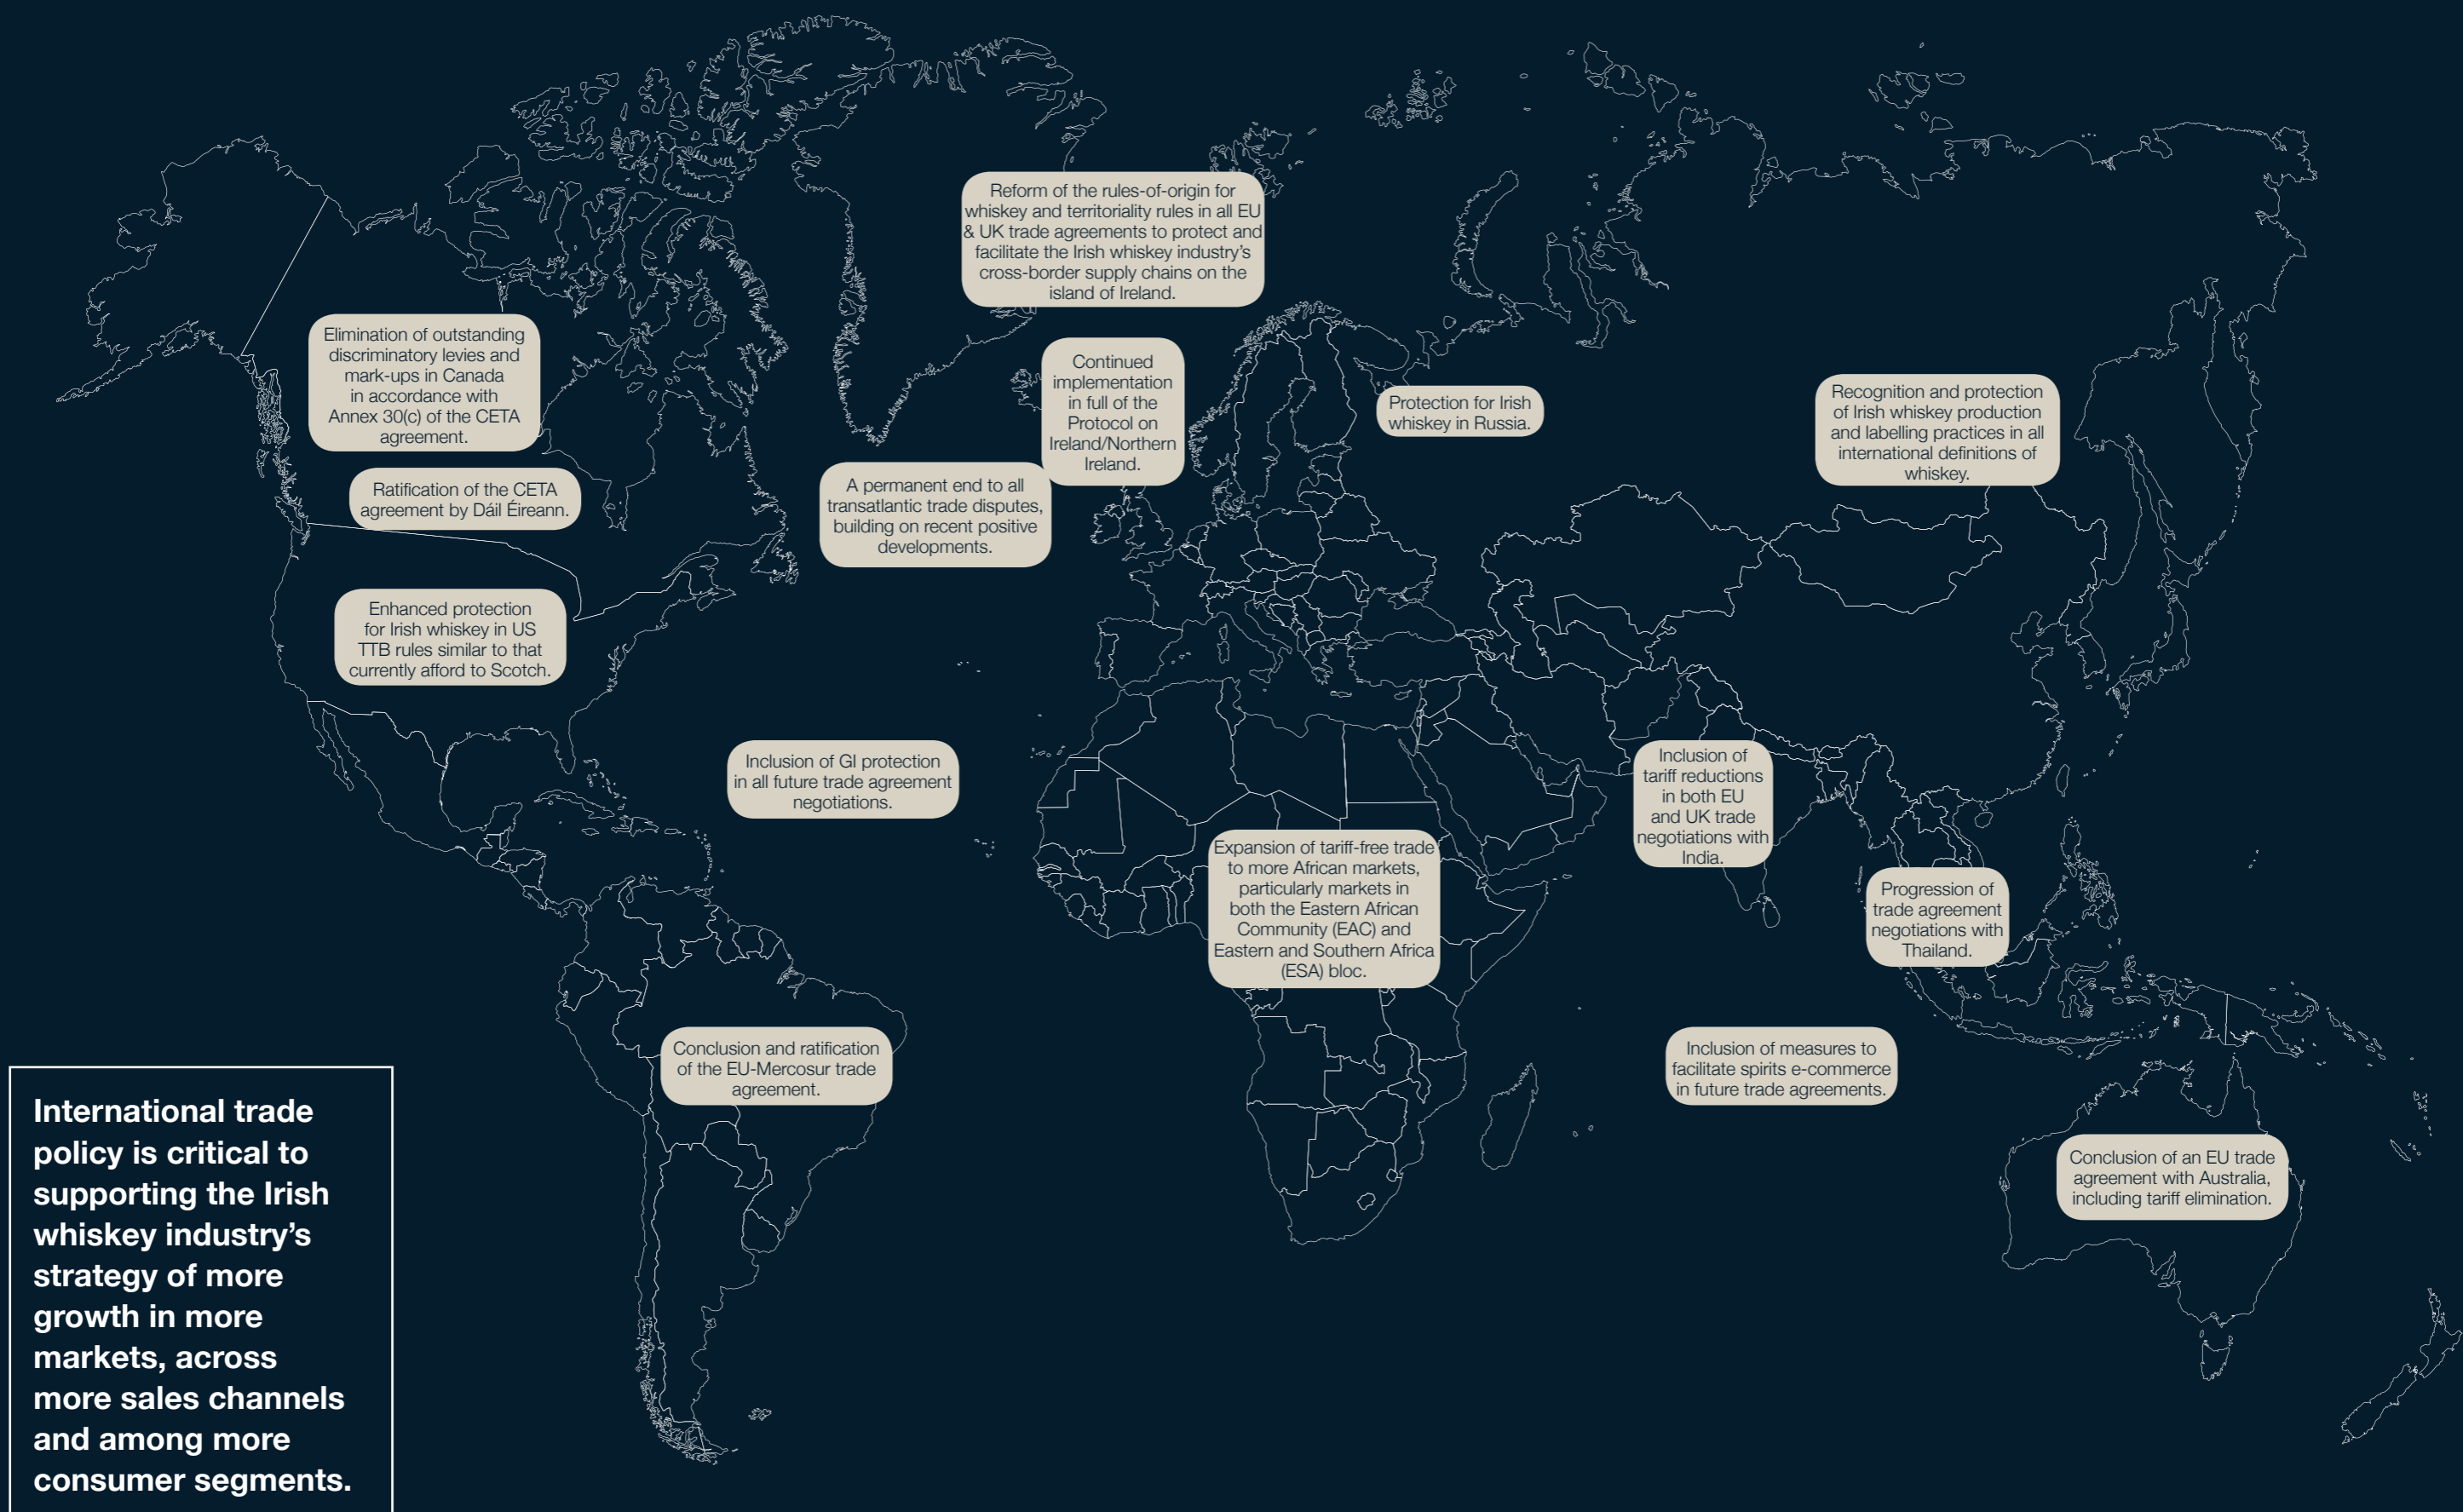 Reform of the rules-of-origin for
whiskey and territoriality rules in all EU
& UK trade agreements to protect and
facilitate the Irish whiskey industry’s
cross-border supply chains on the
island of Ireland.
Elimination of outstanding
discriminatory levies and
mark-ups in Canada
in accordance with
Annex 30(c) of the CETA
agreement.
Continued
implementation
in full of the
Protocol on
Ireland/Northern
Ireland.
Protection for Irish
whiskey in Russia.
Recognition and protection
of Irish whiskey production
and labelling practices in all
international definitions of
whiskey.
Ratification of the CETA
agreement by Dáil Éireann.
A permanent end to all
transatlantic trade disputes,
building on recent positive
developments.
Enhanced protection
for Irish whiskey in US
TTB rules similar to that
currently afford to Scotch.
Inclusion of GI protection
in all future trade agreement
negotiations.
Inclusion of
tariff reductions
in both EU
and UK trade
negotiations with
India.
Expansion of tariff-free trade
to more African markets,
particularly markets in
both the Eastern African
Community (EAC) and
Eastern and Southern Africa
(ESA) bloc.
Progression of
trade agreement
negotiations with
Thailand.
Conclusion and ratification
of the EU-Mercosur trade
agreement.
Inclusion of measures to
facilitate spirits e-commerce
in future trade agreements.
Conclusion of an EU trade
agreement with Australia,
including tariff elimination.
International trade
policy is critical to
supporting the Irish
whiskey industry’s
strategy of more
growth in more
markets, across
more sales channels
and among more
consumer segments.